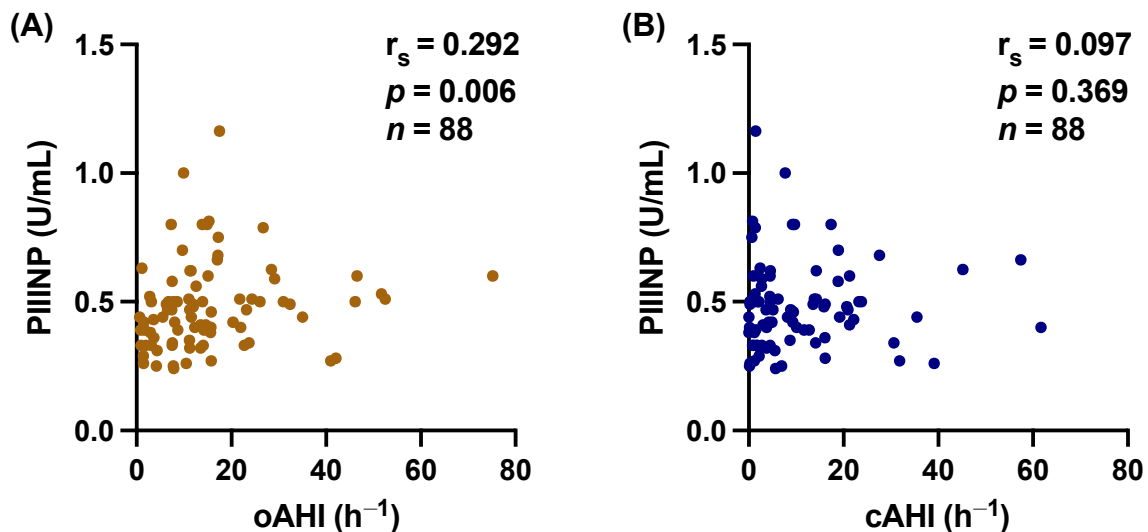 (A)
r_s = 0.292
p = 0.006
n = 88
PIIINP (U/mL)
1.5
1.0
0.5
0.0
0 20 40 60 80
oAHI (h⁻¹)
(B)
r_s = 0.097
p = 0.369
n = 88
PIIINP (U/mL)
1.5
1.0
0.5
0.0
0 20 40 60 80
cAHI (h⁻¹)